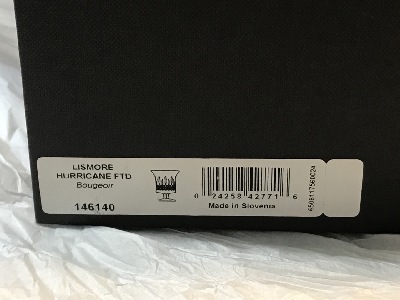 LISMORE
HURRICANE FTD
Bougeoir
146140
0 24258 42771 6
Made in Slovenia